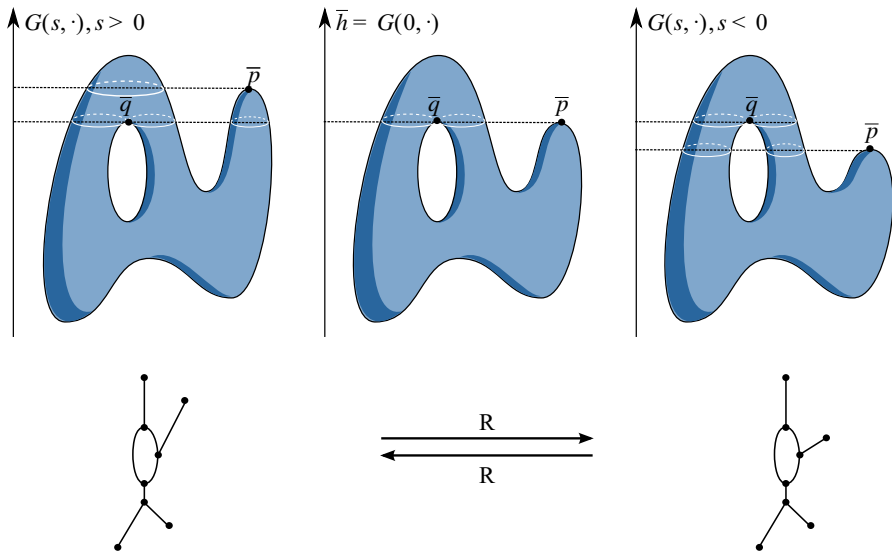 G(s,·), s > 0
h̅ = G(0,·)
G(s,·), s < 0
p̅
q̅
q̅
p̅
q̅
p̅
R
R